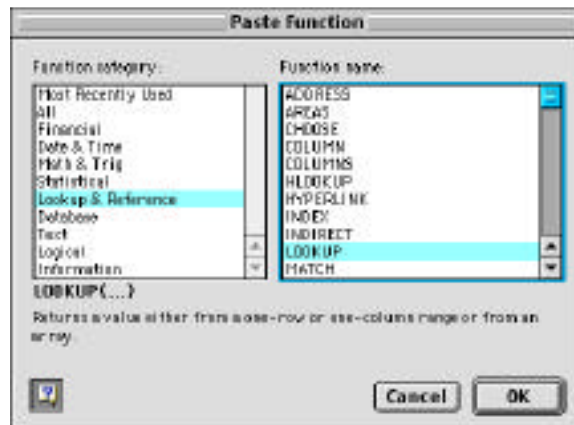 Paste Function
Function category:
Function name:
Most Recently Used
All
Financial
Date & Time
Math & Trig
Statistical
Lookup & Reference
Database
Text
Logical
Information
ADDRESS
AREAS
CHOOSE
COLUMN
COLUMNS
HLOOKUP
HYPERLINK
INDEX
INDIRECT
LOOKUP
MATCH
LOOKUP(...)
Returns a value either from a one-row or one-column range or from an
array.
Cancel
OK